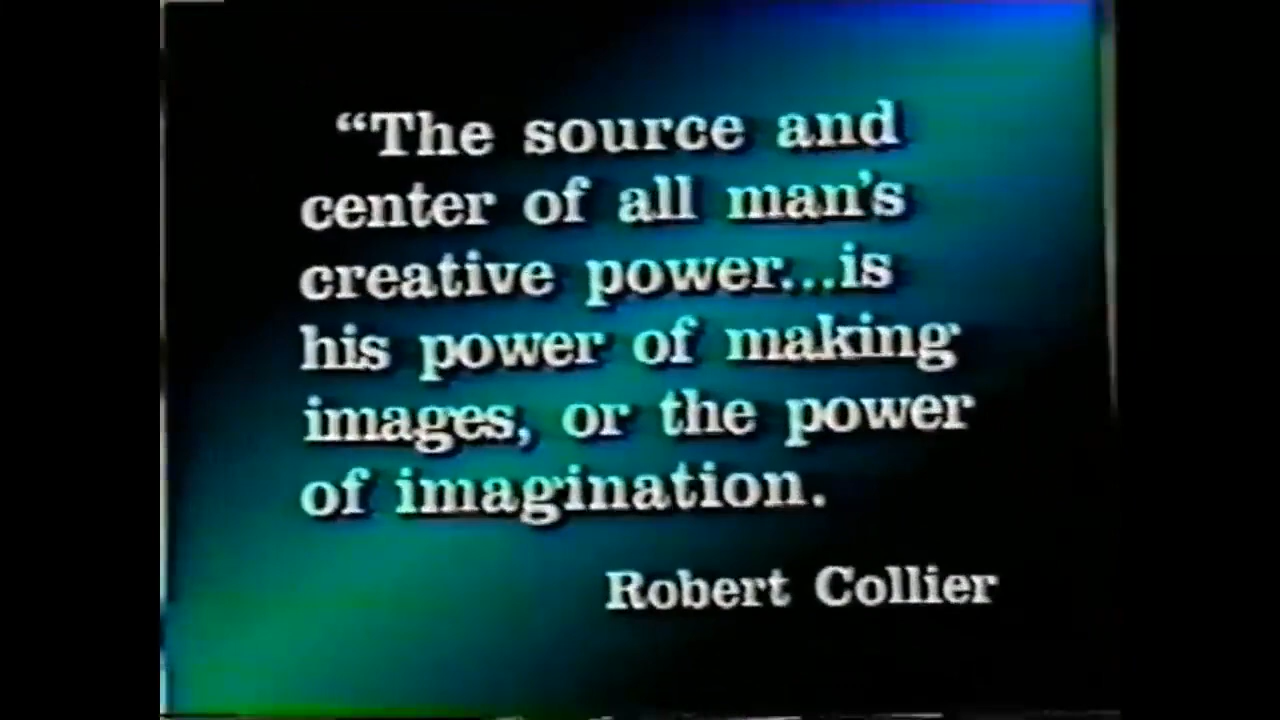 “The source and
center of all man's
creative power...is
his power of making
images, or the power
of imagination.
Robert Collier